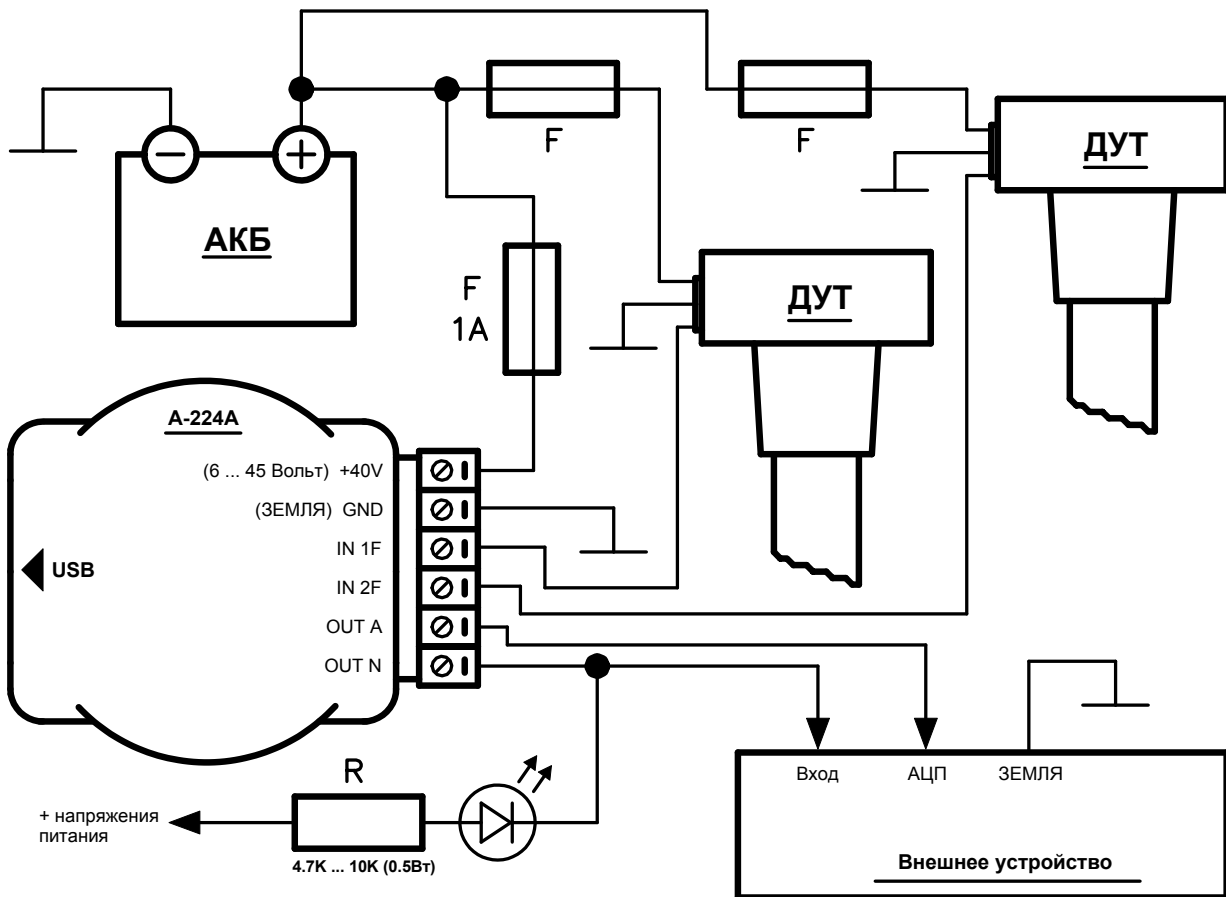 F
F
ДУТ
−
+
АКБ
ДУТ
F
1A
A-224A
(6 ... 45 Вольт) +40V
(ЗЕМЛЯ) GND
IN 1F
USB
IN 2F
OUT A
OUT N
R
Вход АЦП ЗЕМЛЯ
+ напряжения
питания
4.7K ... 10K (0.5Вт)
Внешнее устройство